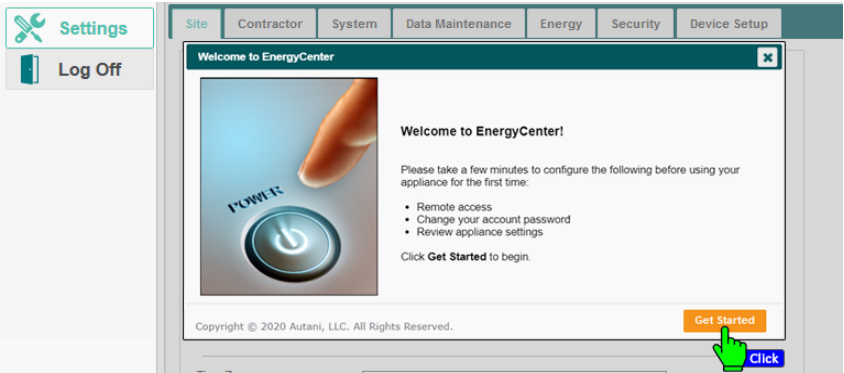 Settings
Log Off
Site Contractor System Data Maintenance Energy Security Device Setup
Welcome to EnergyCenter
POWER
Welcome to EnergyCenter!
Please take a few minutes to configure the following before using your
appliance for the first time:
• Remote access
• Change your account password
• Review appliance settings
Click Get Started to begin.
Copyright © 2020 Autani, LLC. All Rights Reserved.
Get Started
Click